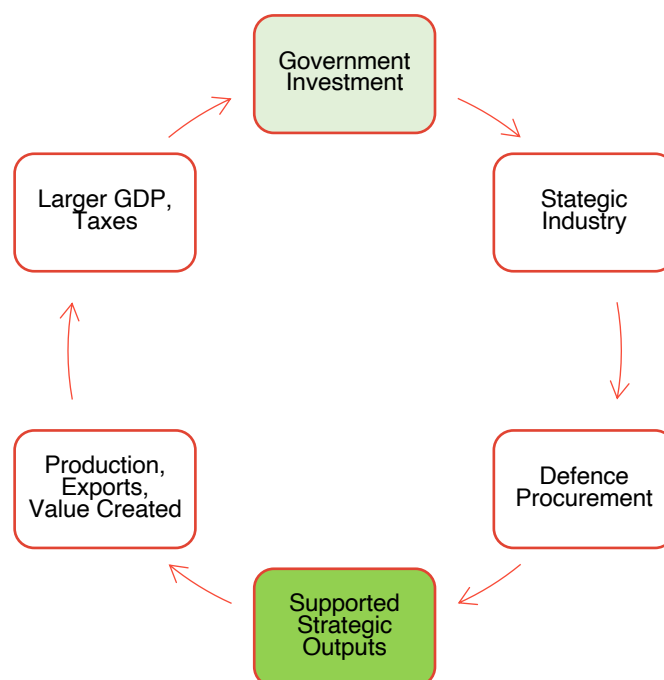 Government
Investment
Stategic
Industry
Defence
Procurement
Supported
Strategic
Outputs
Production,
Exports,
Value Created
Larger GDP,
Taxes